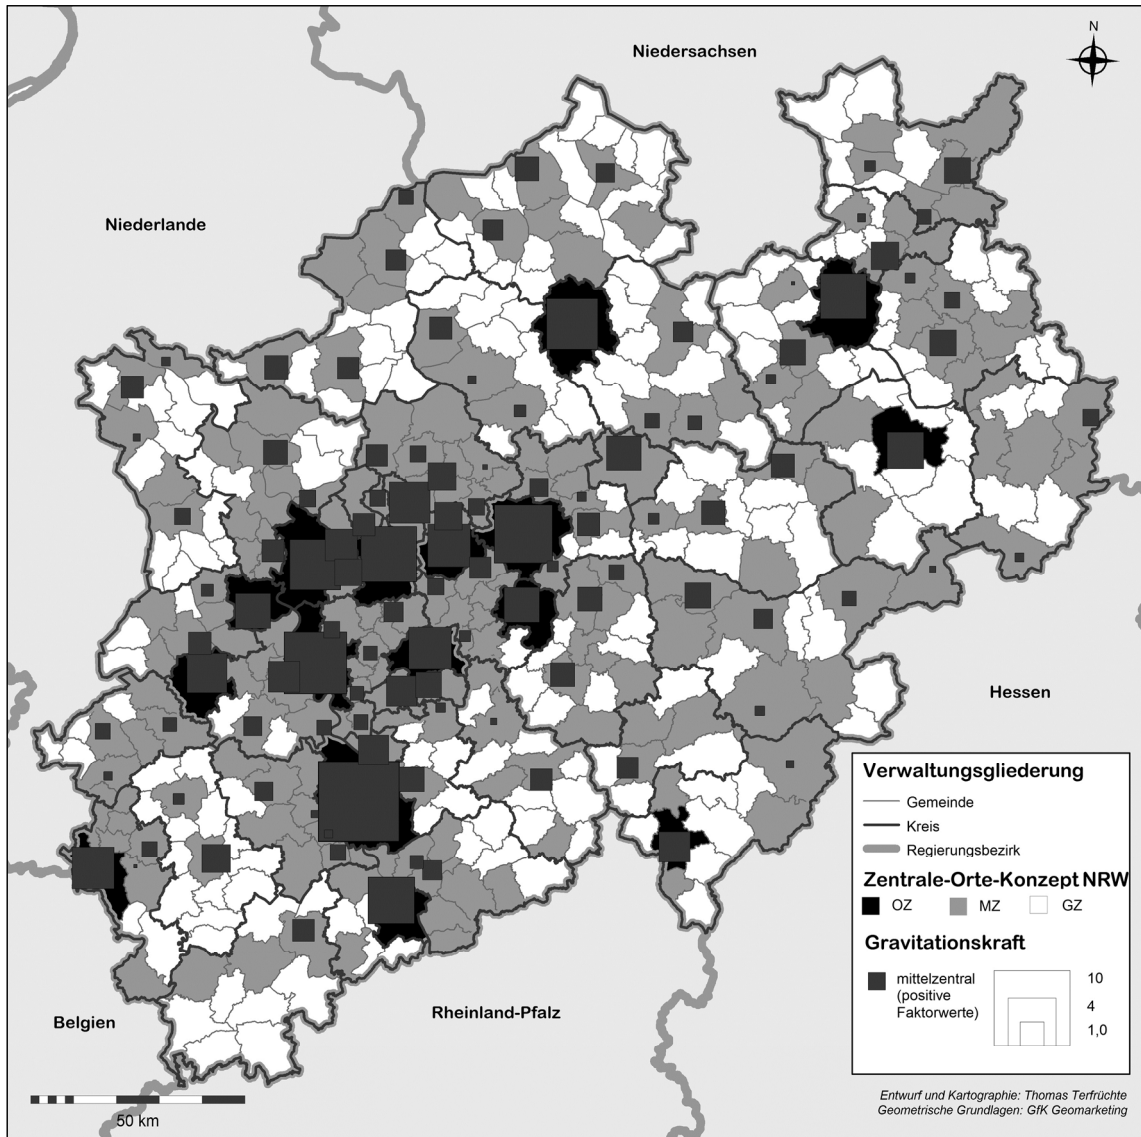 Niedersachsen
N
Niederlande
Hessen
Belgien
Rheinland-Pfalz
Verwaltungsgliederung
Gemeinde
Kreis
Regierungsbezirk
Zentrale-Orte-Konzept NRW
OZ MZ GZ
Gravitationskraft
mittelzentral
(positive
Faktorwerte)
10
4
1,0
50 km
Entwurf und Kartographie: Thomas Terfrüchte
Geometrische Grundlagen: GfK Geomarketing